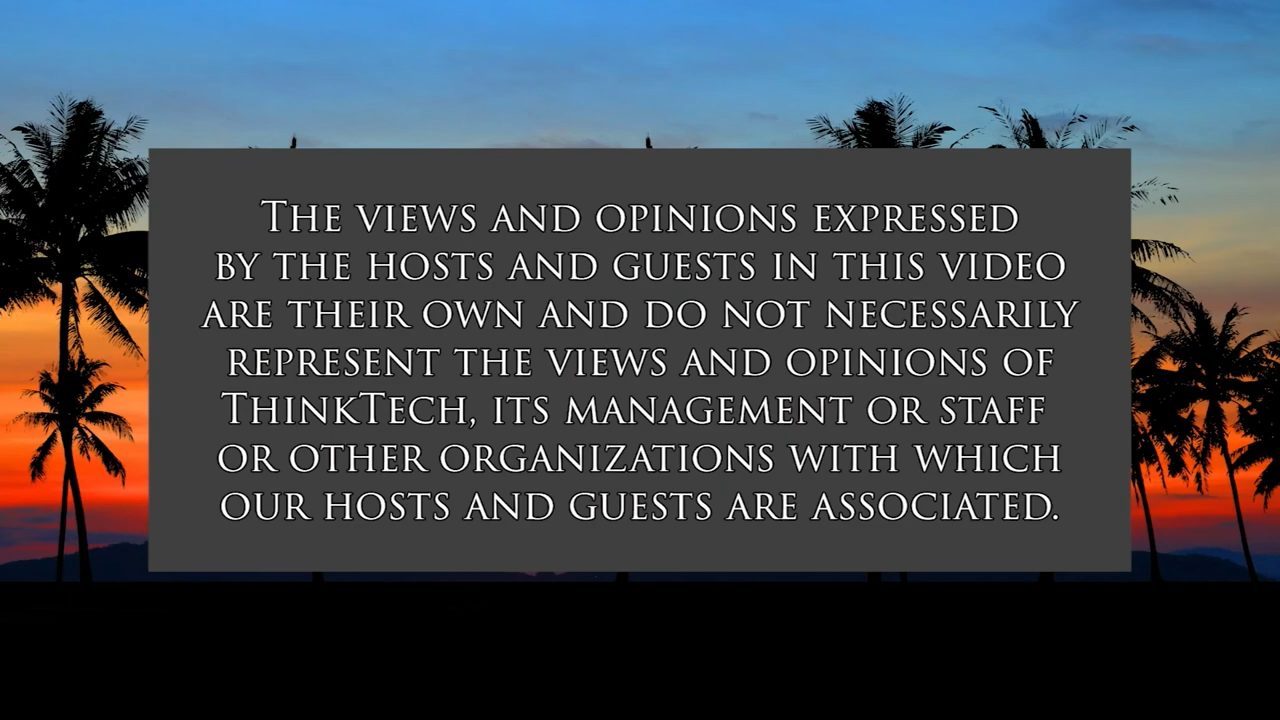 The views and opinions expressed
by the hosts and guests in this video
are their own and do not necessarily
represent the views and opinions of
ThinkTech, its management or staff
or other organizations with which
our hosts and guests are associated.